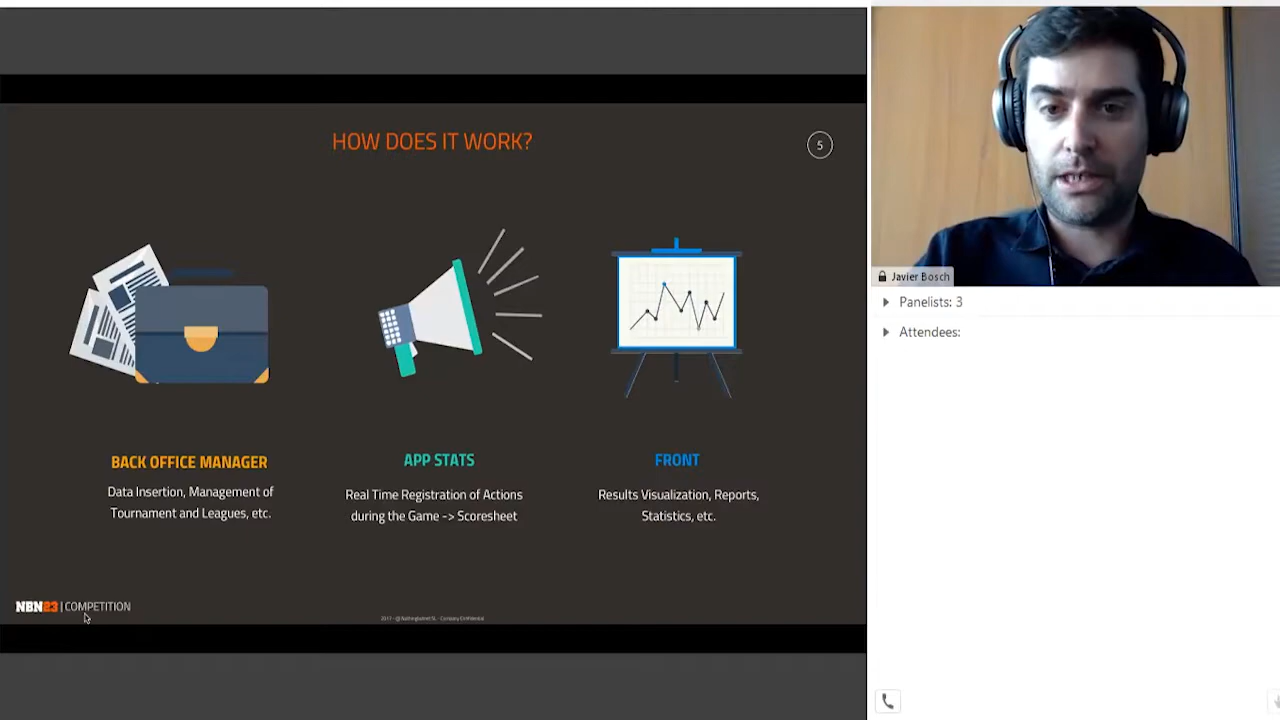 HOW DOES IT WORK?
5
BACK OFFICE MANAGER
Data Insertion, Management of
Tournament and Leagues, etc.
APP STATS
Real Time Registration of Actions
during the Game -> Scoresheet
FRONT
Results Visualization, Reports,
Statistics, etc.
NBN23 | COMPETITION
Javier Bosch
Panelists: 3
Attendees: